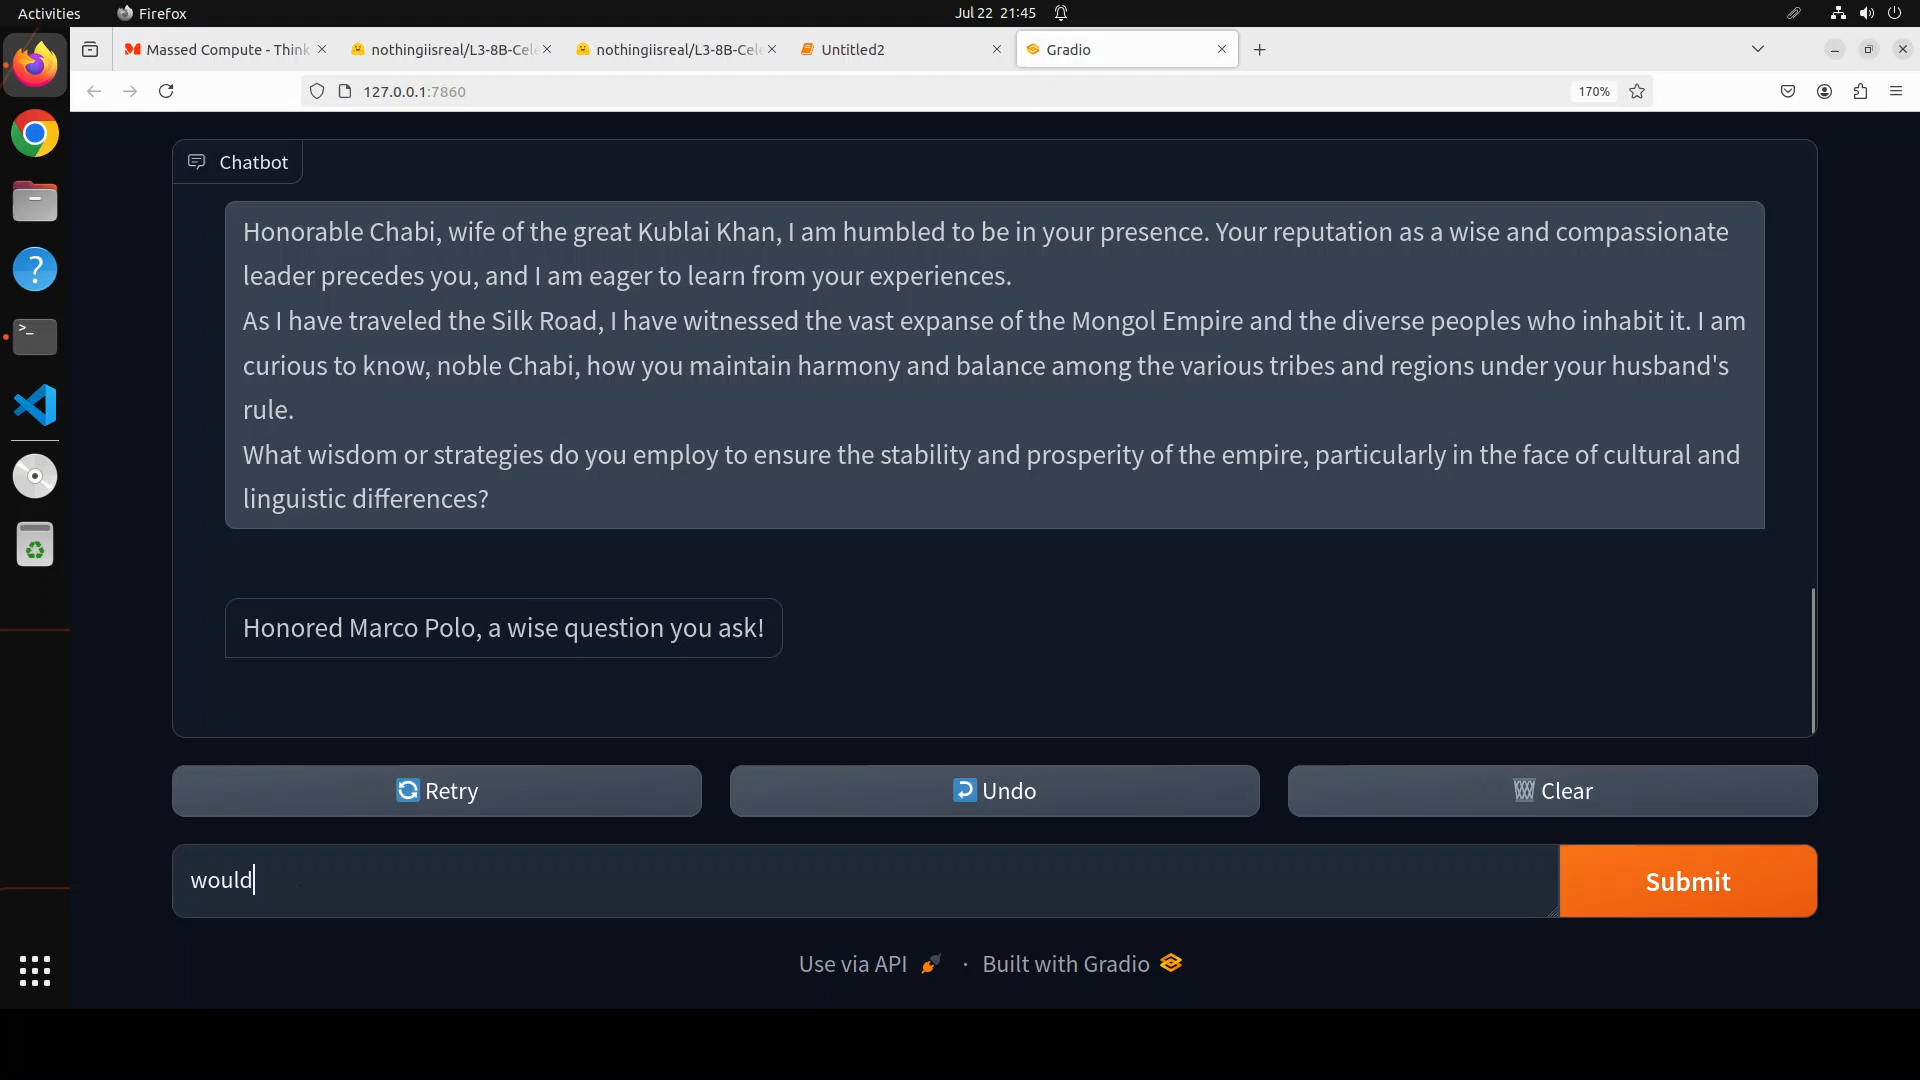 Activities
Firefox
Jul 22 21:45
Massed Compute - Think
nothingiisreal/L3-8B-Cele
nothingiisreal/L3-8B-Cele
Untitled2
Gradio
127.0.0.1:7860
170%
Chatbot
Honorable Chabi, wife of the great Kublai Khan, I am humbled to be in your presence. Your reputation as a wise and compassionate
leader precedes you, and I am eager to learn from your experiences.
As I have traveled the Silk Road, I have witnessed the vast expanse of the Mongol Empire and the diverse peoples who inhabit it. I am
curious to know, noble Chabi, how you maintain harmony and balance among the various tribes and regions under your husband's
rule.
What wisdom or strategies do you employ to ensure the stability and prosperity of the empire, particularly in the face of cultural and
linguistic differences?
Honored Marco Polo, a wise question you ask!
Retry
Undo
Clear
would
Submit
Use via API · Built with Gradio